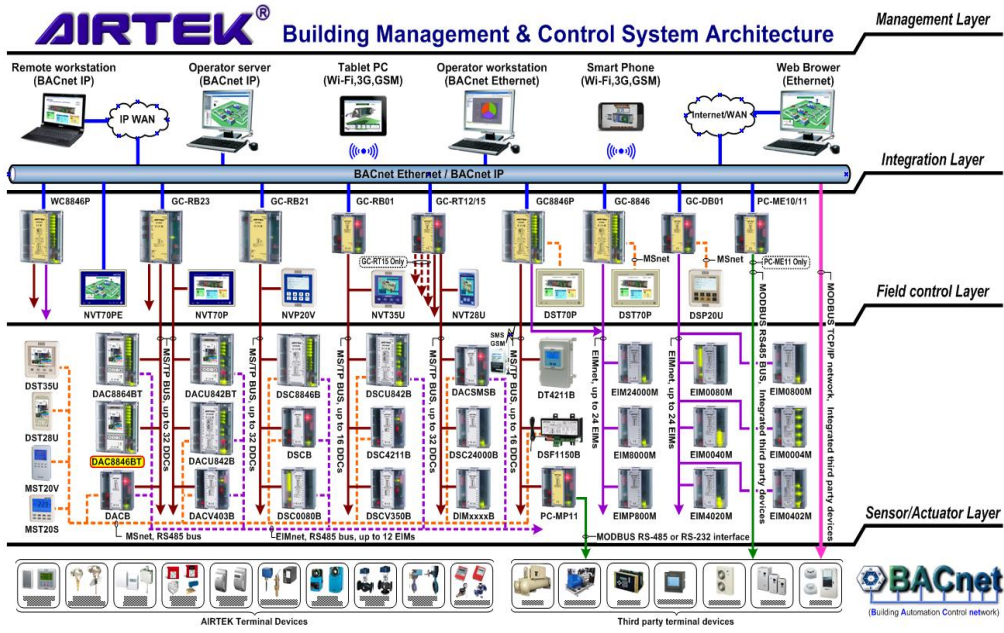 AIRTEK®
Building Management & Control System Architecture
Management Layer
Remote workstation
(BACnet IP)
Operator server
(BACnet IP)
Tablet PC
(Wi-Fi,3G,GSM)
Operator workstation
(BACnet Ethernet)
Smart Phone
(Wi-Fi,3G,GSM)
Web Brower
(Ethernet)
IP WAN
Internet/WAN
BACnet Ethernet / BACnet IP
Integration Layer
WC8846P
GC-RB23
GC-RB21
GC-RB01
GC-RT12/15
GC8846P
GC-8846
GC-DB01
PC-ME10/11
GC-RT15 Only
MSnet
MSnet
PC-ME11 Only
NVT70PE
NVT70P
NVP20V
NVT35U
NVT28U
DST70P
DST70P
DSP20U
Field control Layer
MS/TP BUS, up to 32 DDCs
MS/TP BUS, up to 32 DDCs
MS/TP BUS, up to 16 DDCs
MS/TP BUS, up to 32 DDCs
MS/TP BUS, up to 16 DDCs
EIMnet, up to 24 EIMs
EIMnet, up to 24 EIMs
MODBUS RS485 BUS, Integrated third party devices
MODBUS TCP/IP network, Integrated third party devices
SMS
GSM
DST35U
DAC8864BT
DACU842BT
DSC8846B
DSCU842B
DACSMSB
DT4211B
EIM24000M
EIM0080M
EIM0800M
DST28U
DAC8846BT
DACU842B
DSCB
DSC4211B
DSC24000B
DSF1150B
EIM8000M
EIM0040M
EIM0004M
MST20V
MST20S
DACB
DACV403B
DSC0080B
DSCV350B
DIMxxxxB
PC-MP11
EIMP800M
EIM4020M
EIM0402M
Sensor/Actuator Layer
MSnet, RS485 bus
EIMnet, RS485 bus, up to 12 EIMs
MODBUS RS-485 or RS-232 interface
AIRTEK Terminal Devices
Third party terminal devices
BACnet
(Building Automation Control network)